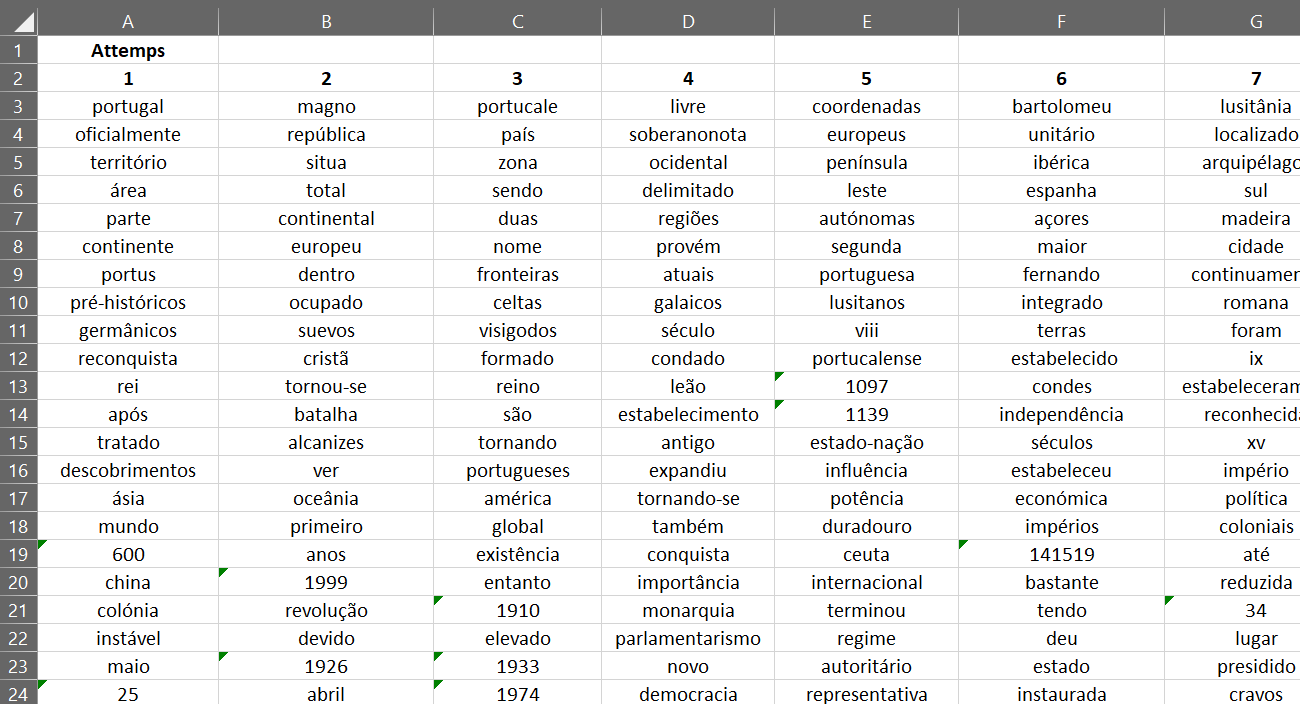 A B C D E F G
1 Attemps
2 1 2 3 4 5 6 7
3 portugal magno portucale livre coordenadas bartolomeu lusitânia
4 oficialmente república país soberanonota europeus unitário localizado
5 território situa zona ocidental península ibérica arquipélago
6 área total sendo delimitado leste espanha sul
7 parte continental duas regiões autónomas açores madeira
8 continente europeu nome provém segunda maior cidade
9 portus dentro fronteiras atuais portuguesa fernando continuamen
10 pré-históricos ocupado celtas galaicos lusitanos integrado romana
11 germânicos suevos visigodos século viii terras foram
12 reconquista cristã formado condado portucalense estabelecido ix
13 rei tornou-se reino leão 1097 condes estabeleceram
14 após batalha são estabelecimento 1139 independência reconhecida
15 tratado alcanizes tornando antigo estado-nação séculos xv
16 descobrimentos ver portugueses expandiu influência estabeleceu império
17 ásia oceânia américa tornando-se potência económica política
18 mundo primeiro global também duradouro impérios coloniais
19 600 anos existência conquista ceuta 141519 até
20 china 1999 entanto importância internacional bastante reduzida
21 colónia revolução 1910 monarquia terminou tendo 34
22 instável devido elevado parlamentarismo regime deu lugar
23 maio 1926 1933 novo autoritário estado presidido
24 25 abril 1974 democracia representativa instaurada cravos